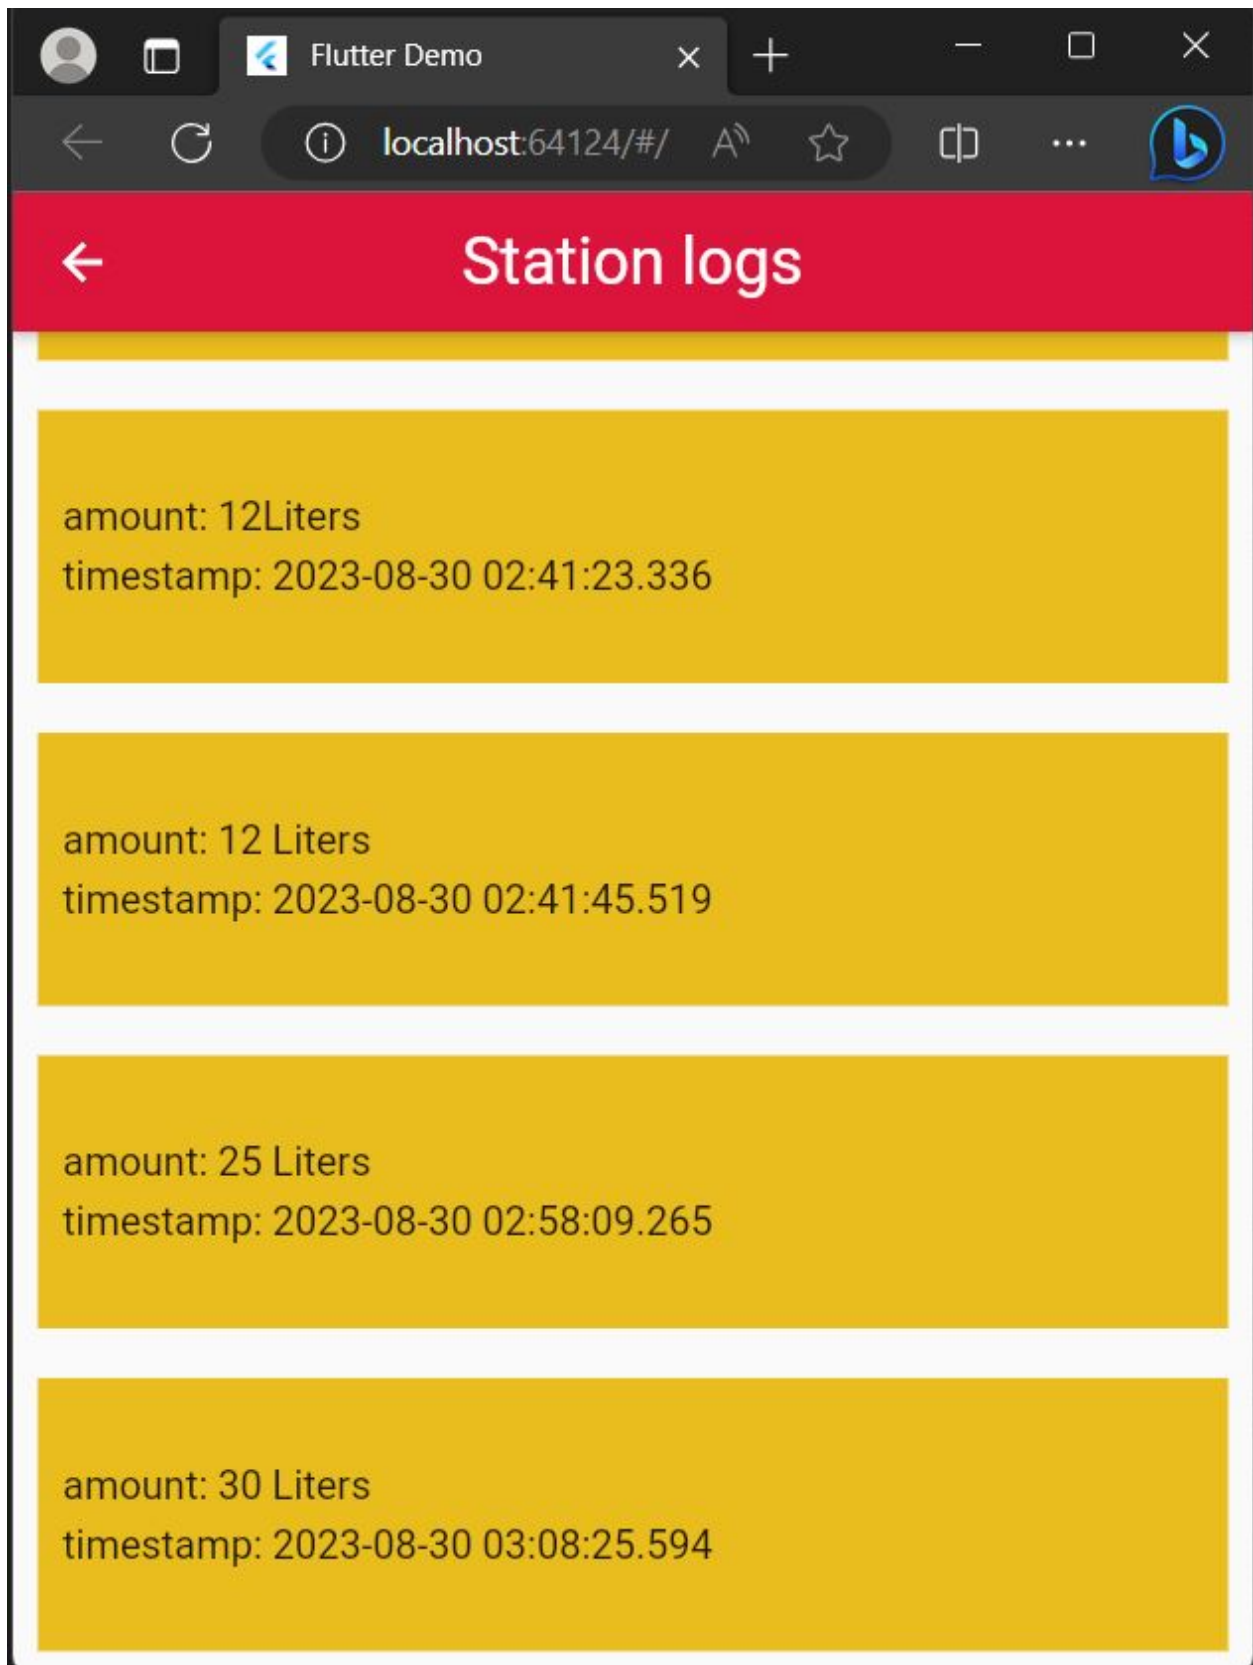 Flutter Demo
localhost:64124/#/
Station logs
amount: 12Liters
timestamp: 2023-08-30 02:41:23.336
amount: 12 Liters
timestamp: 2023-08-30 02:41:45.519
amount: 25 Liters
timestamp: 2023-08-30 02:58:09.265
amount: 30 Liters
timestamp: 2023-08-30 03:08:25.594